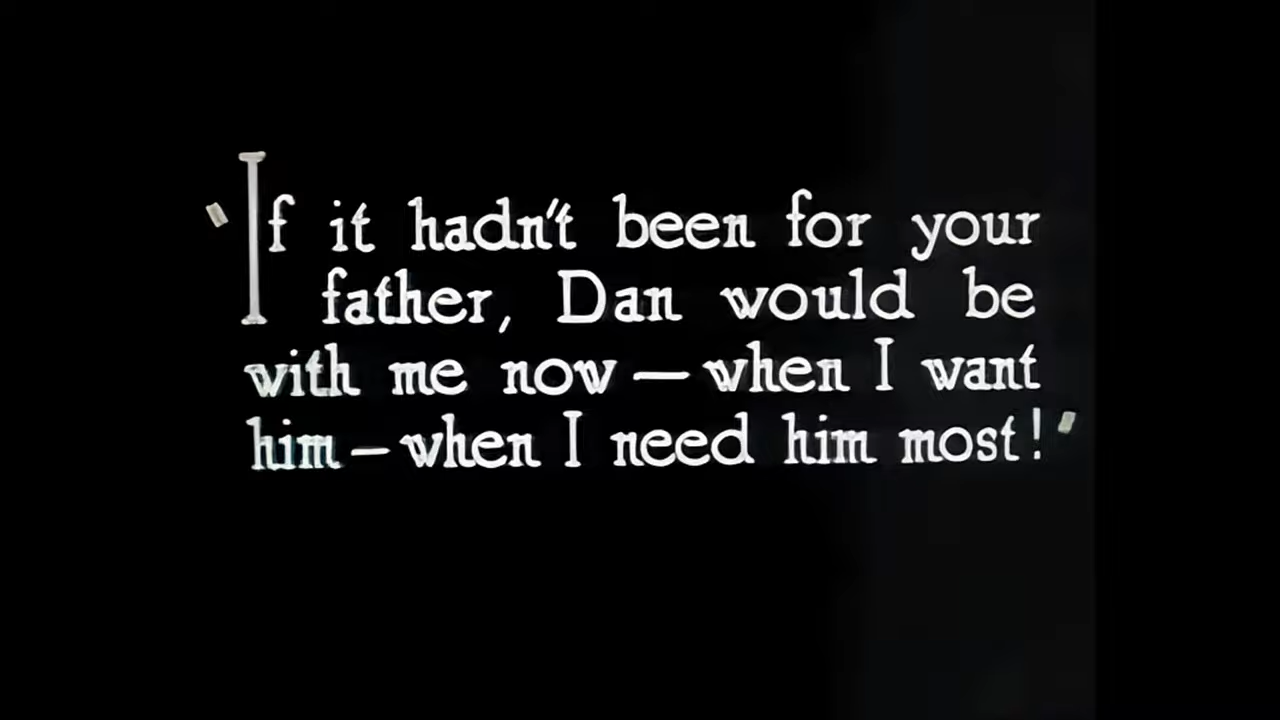 "If it hadn't been for your
father, Dan would be
with me now — when I want
him — when I need him most!"